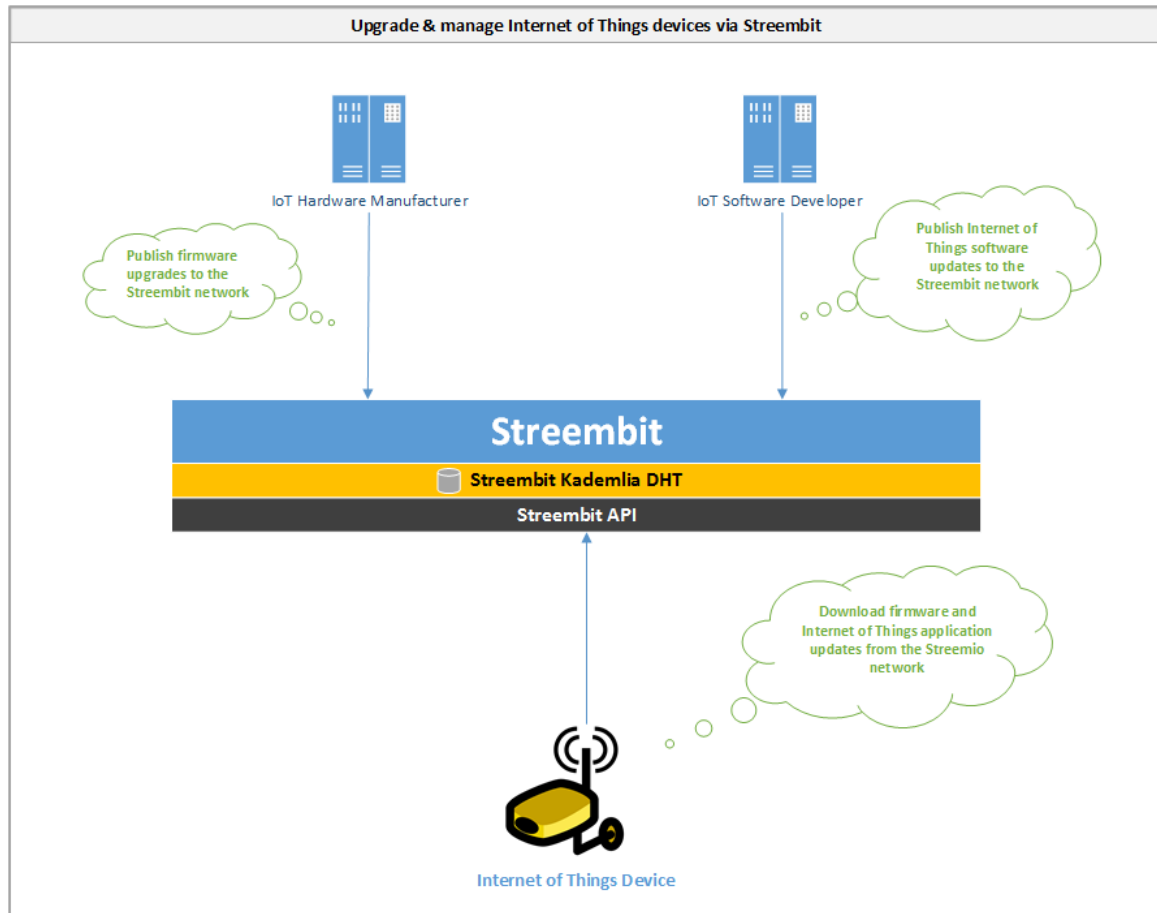 Upgrade & manage Internet of Things devices via Streembit
IoT Hardware Manufacturer
IoT Software Developer
Publish firmware
upgrades to the
Streembit network
Publish Internet of
Things software
updates to the
Streembit network
Streembit
Streembit Kademlia DHT
Streembit API
Download firmware and
Internet of Things application
updates from the Streemio
network
Internet of Things Device